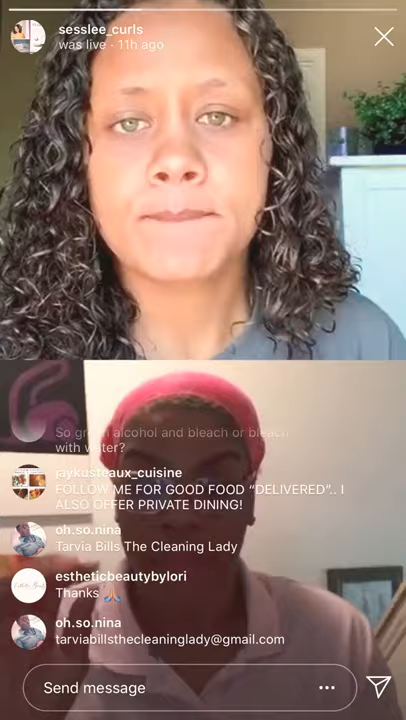 sesslee_curls
was live · 11h ago
So green alcohol and bleach or bleach
with water?
raykusteaux_cuisine
FOLLOW ME FOR GOOD FOOD “DELIVERED”.. I
ALSO OFFER PRIVATE DINING!
oh.so.nina
Tarvia Bills The Cleaning Lady
estheticbeautybylori
Thanks 🙏🏽
oh.so.nina
tarviabillsthecleaninglady@gmail.com
Send message